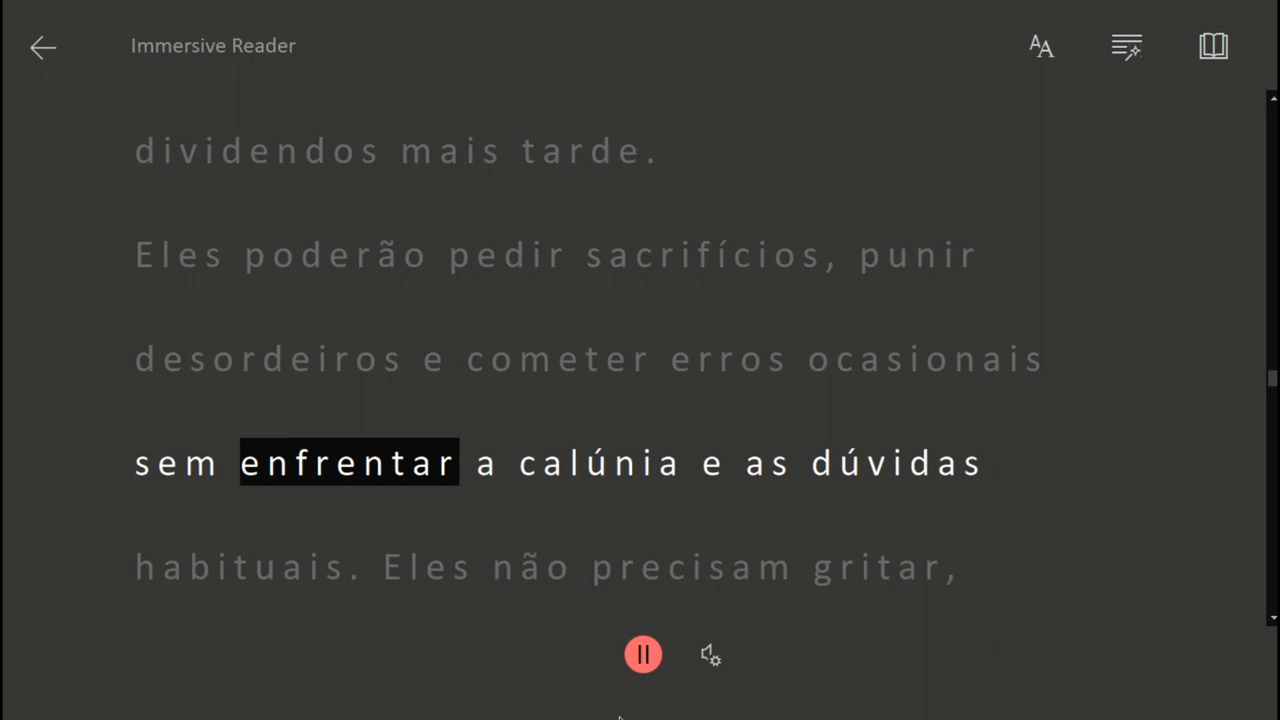 Immersive Reader
dividendos mais tarde.
Eles poderão pedir sacrifícios, punir
desordeiros e cometer erros ocasionais
sem enfrentar a calúnia e as dúvidas
habituais. Eles não precisam gritar,